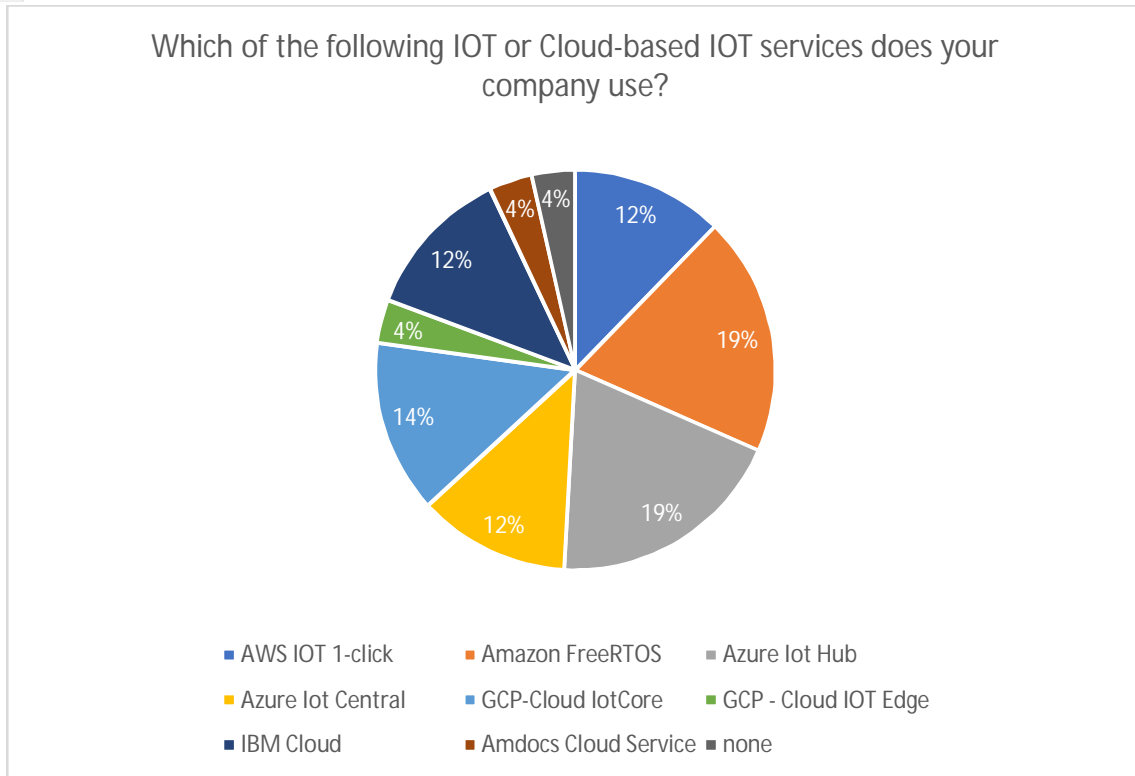 Which of the following IOT or Cloud-based IOT services does your
company use?
4%
4%
12%
12%
19%
4%
14%
19%
12%
AWS IOT 1-click
Amazon FreeRTOS
Azure Iot Hub
Azure Iot Central
GCP-Cloud IotCore
GCP - Cloud IOT Edge
IBM Cloud
Amdocs Cloud Service
none